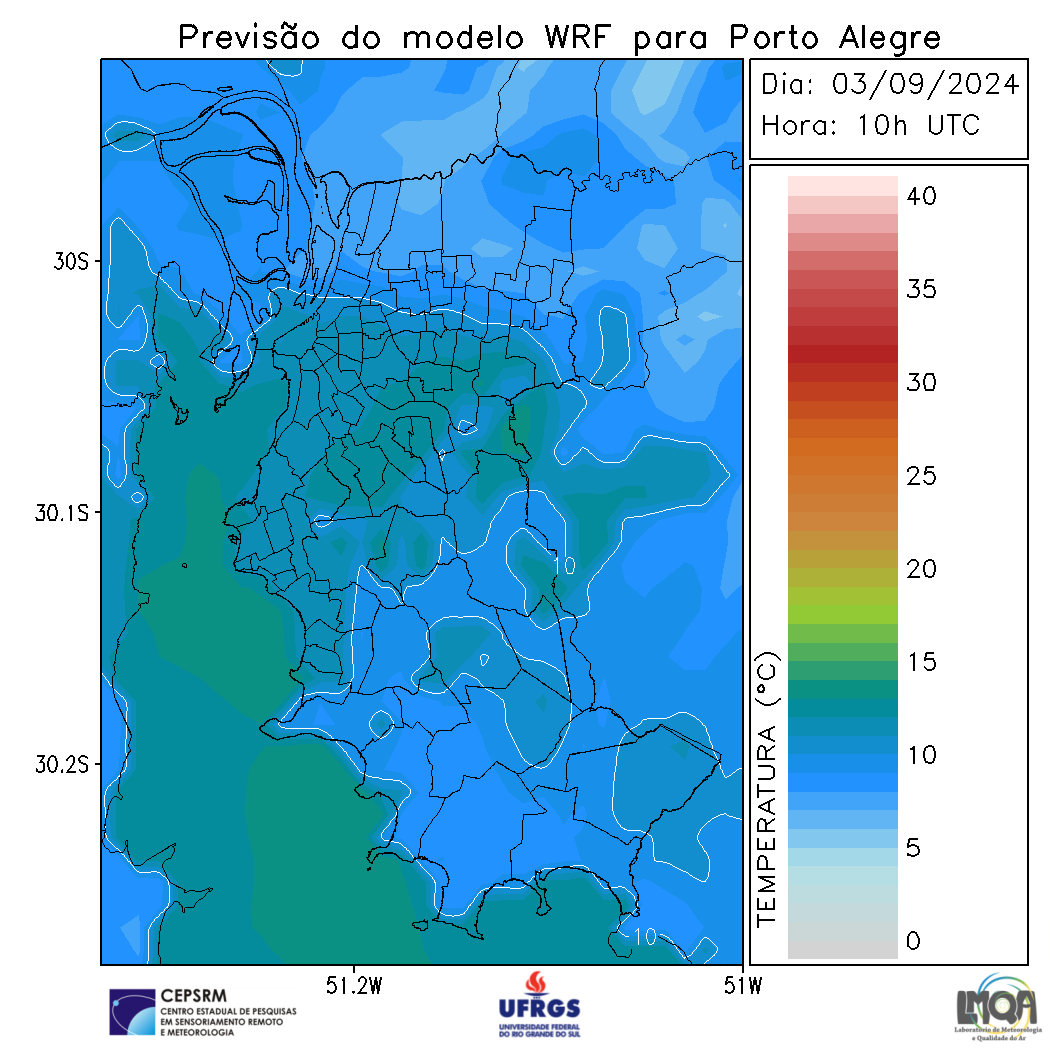 Previsão do modelo WRF para Porto Alegre
Dia: 03/09/2024
Hora: 10h UTC
40
35
30
25
20
15
10
5
0
TEMPERATURA (°C)
30S
30.1S
30.2S
51.2W
51W
10
10
CEPSRM
CENTRO ESTADUAL DE PESQUISAS
EM SENSORIAMENTO REMOTO
E METEOROLOGIA
UFRGS
UNIVERSIDADE FEDERAL
DO RIO GRANDE DO SUL
LMQA
Laboratório de Meteorologia
e Qualidade do Ar